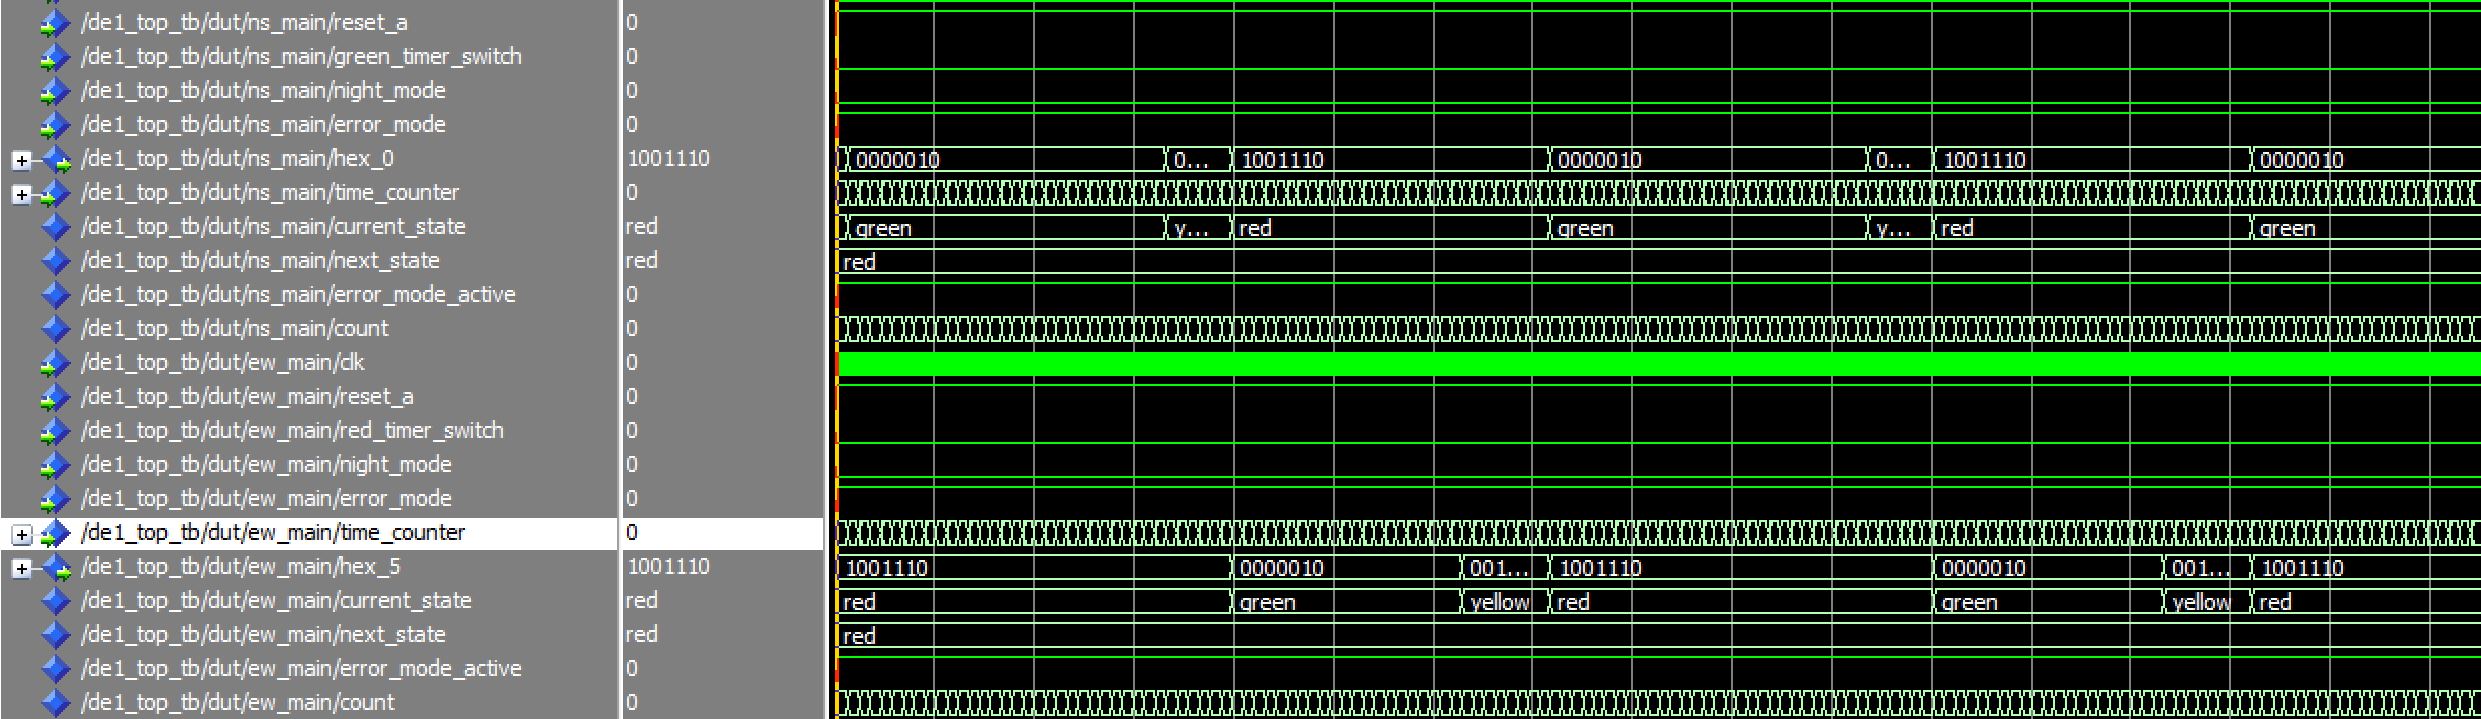 /de1_top_tb/dut/ns_main/reset_a 0
/de1_top_tb/dut/ns_main/green_timer_switch 0
/de1_top_tb/dut/ns_main/night_mode 0
/de1_top_tb/dut/ns_main/error_mode 0
/de1_top_tb/dut/ns_main/hex_0 1001110 0000010 0... 1001110 0000010 0... 1001110 0000010
/de1_top_tb/dut/ns_main/time_counter 0
/de1_top_tb/dut/ns_main/current_state red green y... red green y... red green
/de1_top_tb/dut/ns_main/next_state red red
/de1_top_tb/dut/ns_main/error_mode_active 0
/de1_top_tb/dut/ns_main/count 0
/de1_top_tb/dut/ew_main/clk 0
/de1_top_tb/dut/ew_main/reset_a 0
/de1_top_tb/dut/ew_main/red_timer_switch 0
/de1_top_tb/dut/ew_main/night_mode 0
/de1_top_tb/dut/ew_main/error_mode 0
/de1_top_tb/dut/ew_main/time_counter 0
/de1_top_tb/dut/ew_main/hex_5 1001110 1001110 0000010 001... 1001110 0000010 001... 1001110
/de1_top_tb/dut/ew_main/current_state red red green yellow red green yellow red
/de1_top_tb/dut/ew_main/next_state red red
/de1_top_tb/dut/ew_main/error_mode_active 0
/de1_top_tb/dut/ew_main/count 0